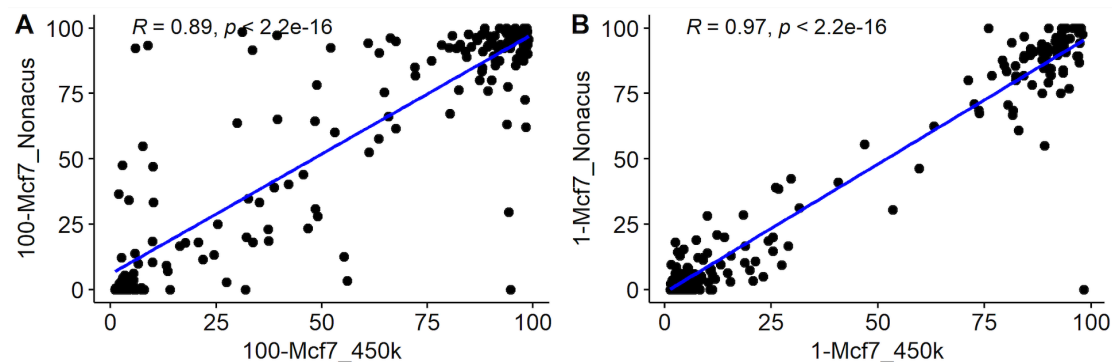 A
R = 0.89, p < 2.2e-16
100-Mcf7_Nonacus
100
75
50
25
0
0 25 50 75 100
100-Mcf7_450k
B
R = 0.97, p < 2.2e-16
1-Mcf7_Nonacus
100
75
50
25
0
0 25 50 75 100
1-Mcf7_450k